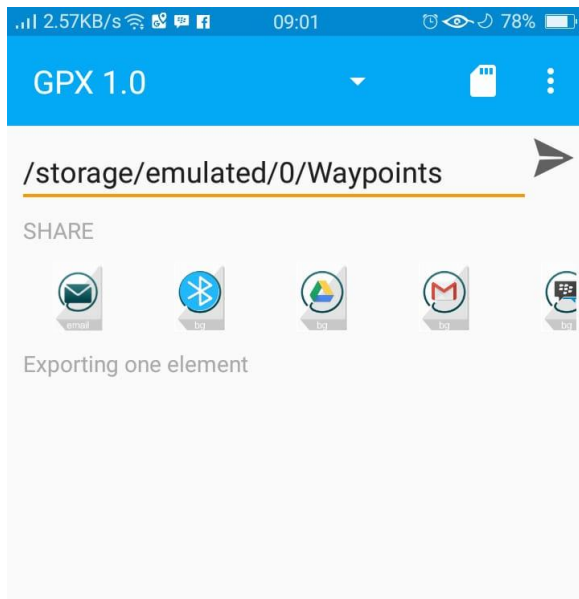 2.57KB/s 09:01 78%
GPX 1.0
/storage/emulated/0/Waypoints
SHARE
email bg bg bg bg
Exporting one element